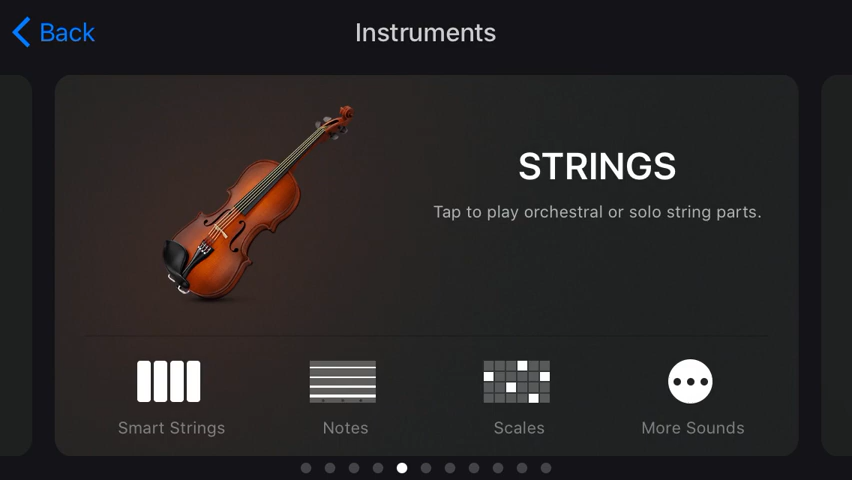 Back
Instruments
STRINGS
Tap to play orchestral or solo string parts.
Smart Strings
Notes
Scales
More Sounds